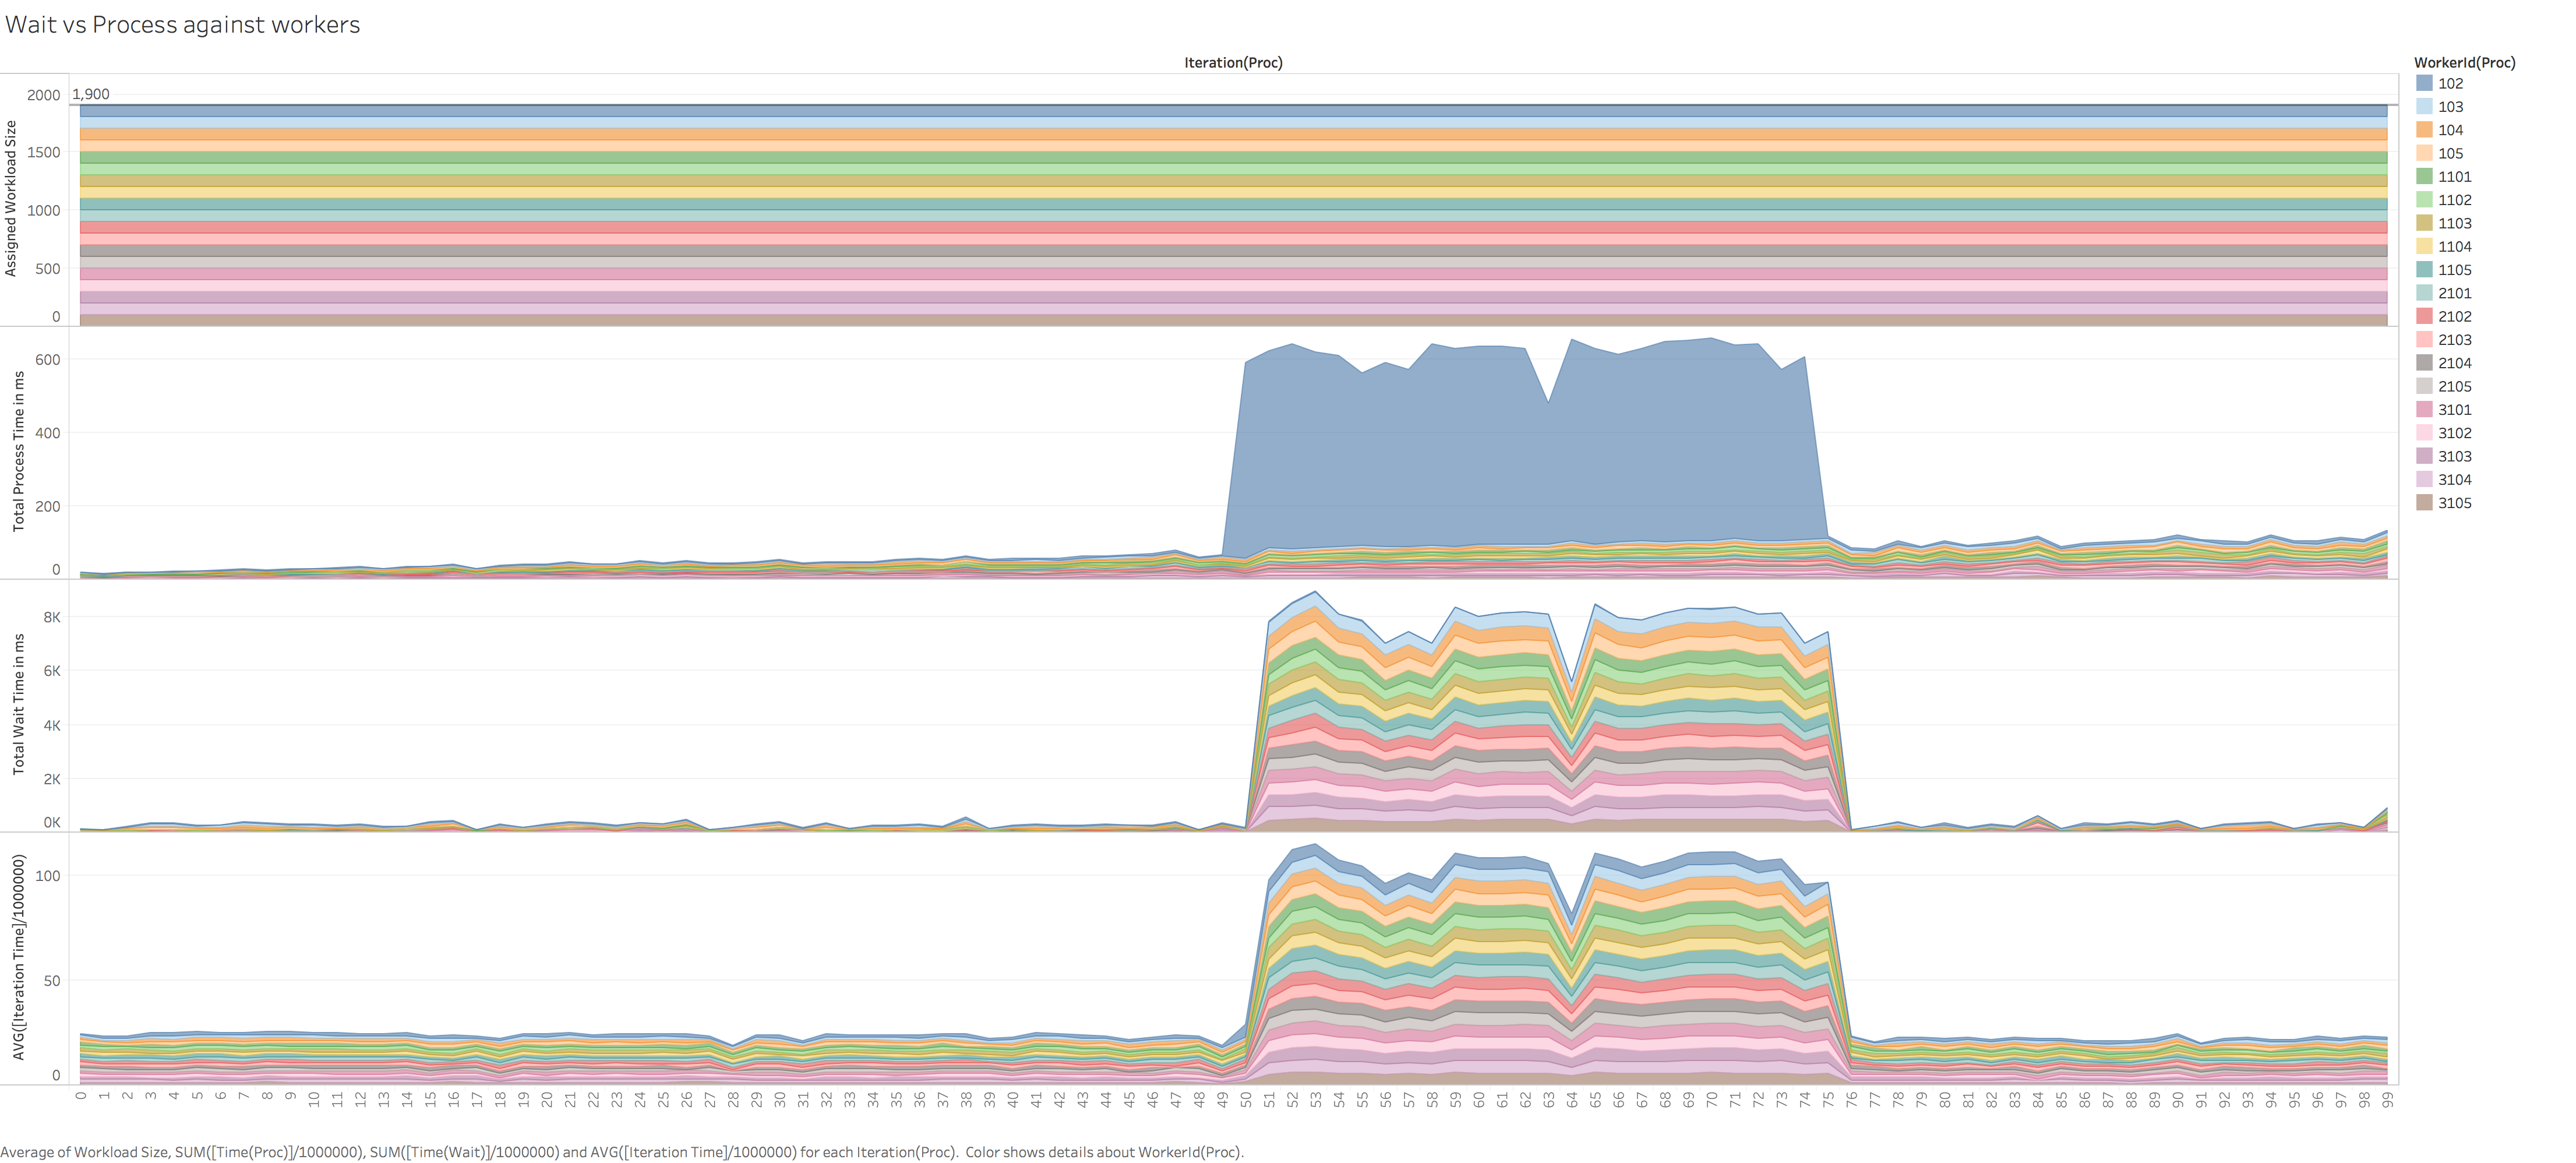 Wait vs Process against workers
Iteration(Proc)
WorkerId(Proc)
102
103
104
105
1101
1102
1103
1104
1105
2101
2102
2103
2104
2105
3101
3102
3103
3104
3105
Assigned Workload Size
2000
1500
1000
500
0
1,900
Total Process Time in ms
600
400
200
0
Total Wait Time in ms
8K
6K
4K
2K
0K
AVG([Iteration Time]/1000000)
100
50
0
0 1 2 3 4 5 6 7 8 9 10 11 12 13 14 15 16 17 18 19 20 21 22 23 24 25 26 27 28 29 30 31 32 33 34 35 36 37 38 39 40 41 42 43 44 45 46 47 48 49 50 51 52 53 54 55 56 57 58 59 60 61 62 63 64 65 66 67 68 69 70 71 72 73 74 75 76 77 78 79 80 81 82 83 84 85 86 87 88 89 90 91 92 93 94 95 96 97 98 99
Average of Workload Size, SUM([Time(Proc)]/1000000), SUM([Time(Wait)]/1000000) and AVG([Iteration Time]/1000000) for each Iteration(Proc).  Color shows details about WorkerId(Proc).